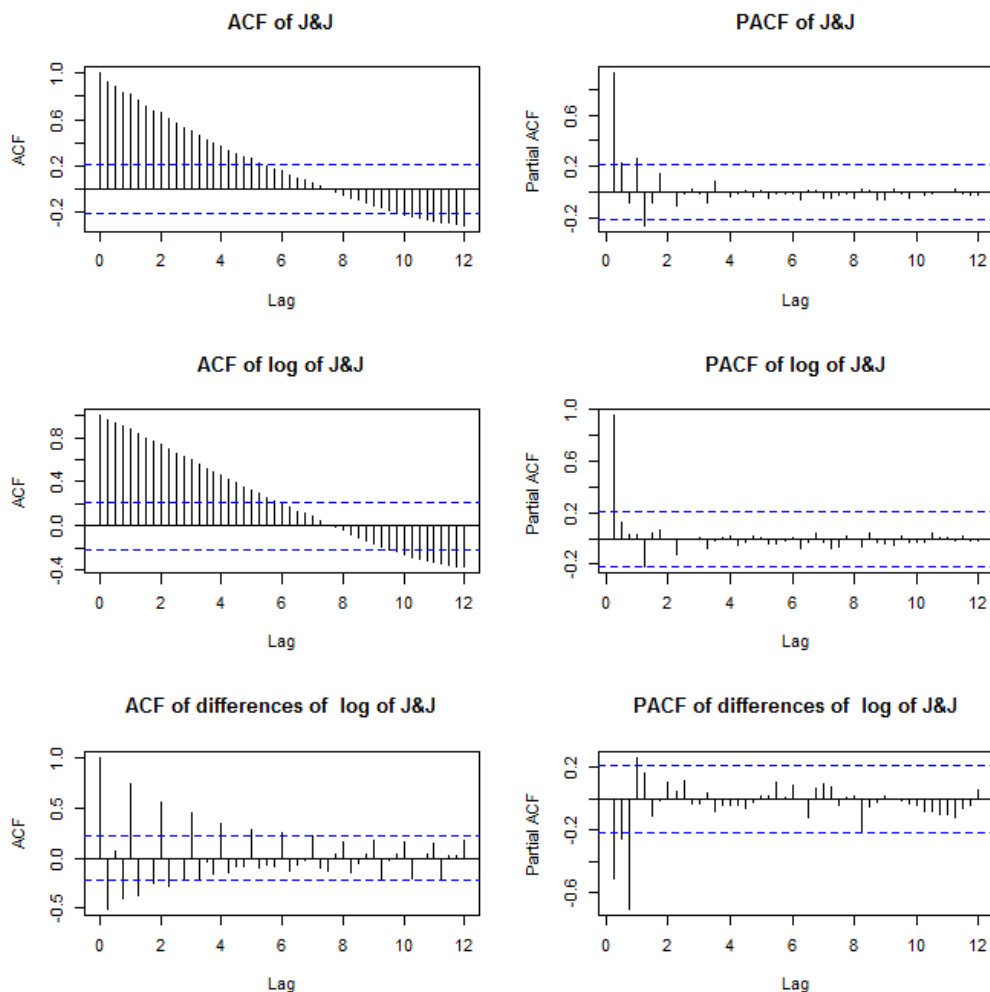 ACF of J&J
ACF
1.0
0.6
0.2
-0.2
0 2 4 6 8 10 12
Lag
PACF of J&J
Partial ACF
0.6
0.2
-0.2
0 2 4 6 8 10 12
Lag
ACF of log of J&J
ACF
0.8
0.4
0.0
-0.4
0 2 4 6 8 10 12
Lag
PACF of log of J&J
Partial ACF
1.0
0.6
0.2
-0.2
0 2 4 6 8 10 12
Lag
ACF of differences of  log of J&J
ACF
1.0
0.5
0.0
-0.5
0 2 4 6 8 10 12
Lag
PACF of differences of  log of J&J
Partial ACF
0.2
-0.2
-0.6
0 2 4 6 8 10 12
Lag